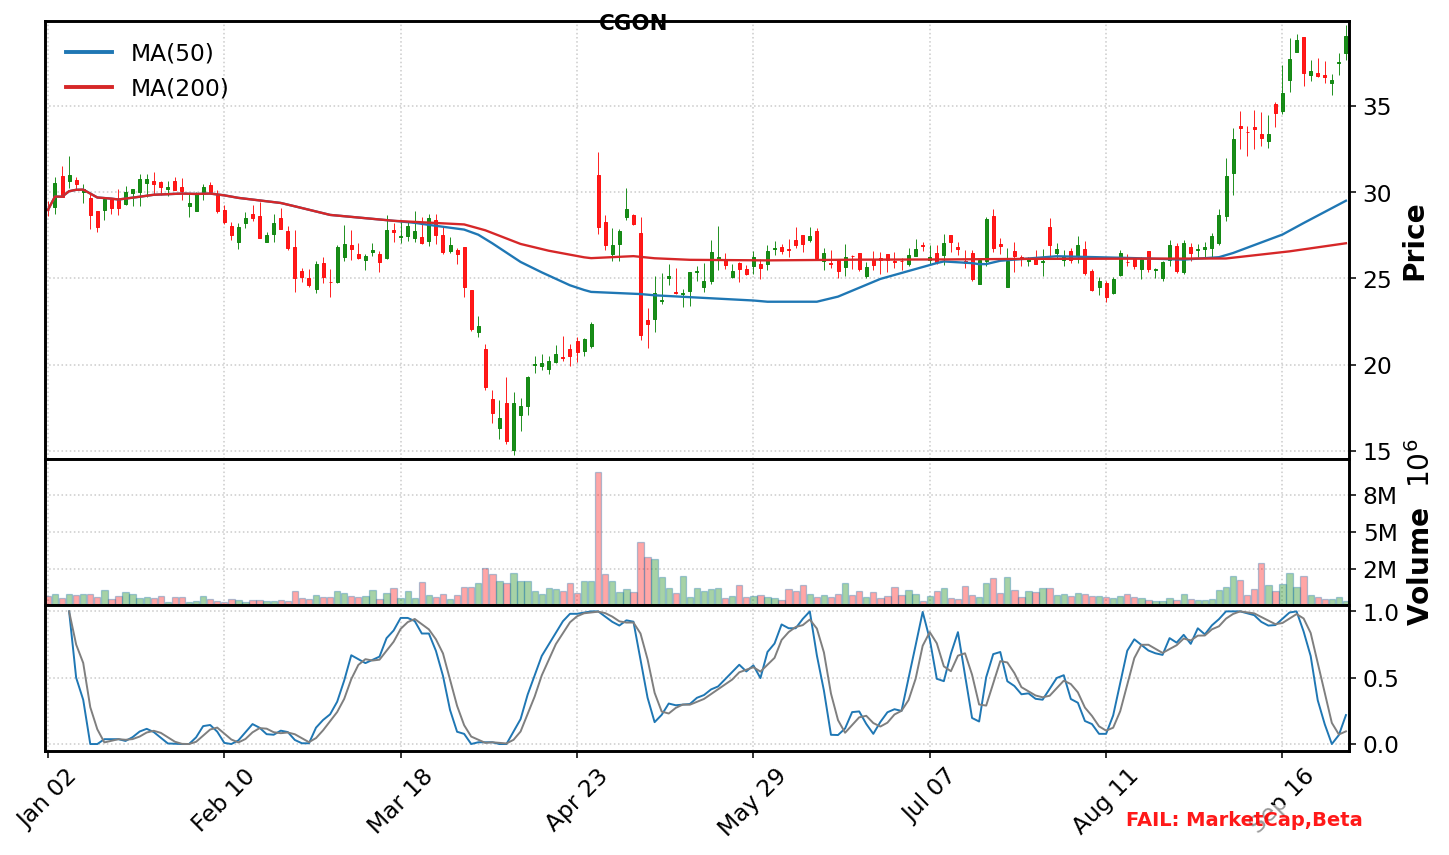 CGON
MA(50)
MA(200)
35
30
25
20
15
Price
8M
5M
2M
Volume 10^6
1.0
0.5
0.0
Jan 02
Feb 10
Mar 18
Apr 23
May 29
Jul 07
Aug 11
Sep 16
FAIL: MarketCap,Beta